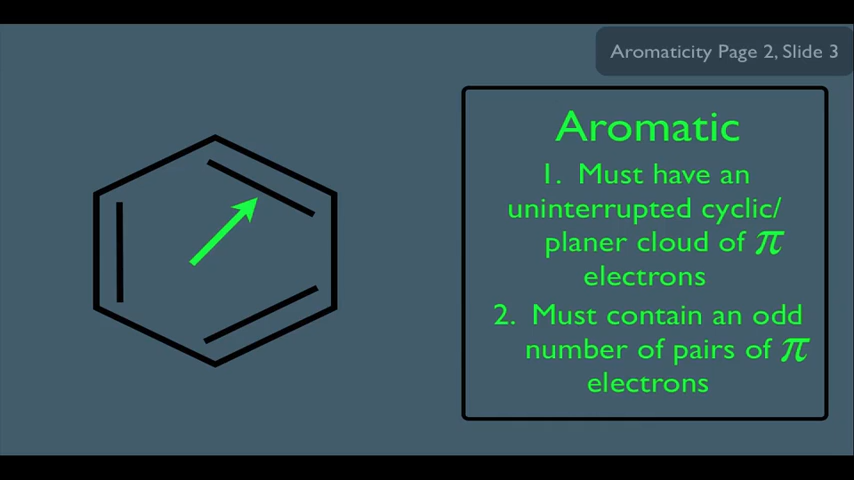 Aromaticity Page 2, Slide 3
Aromatic
1. Must have an
uninterrupted cyclic/
planer cloud of π
electrons
2. Must contain an odd
number of pairs of π
electrons